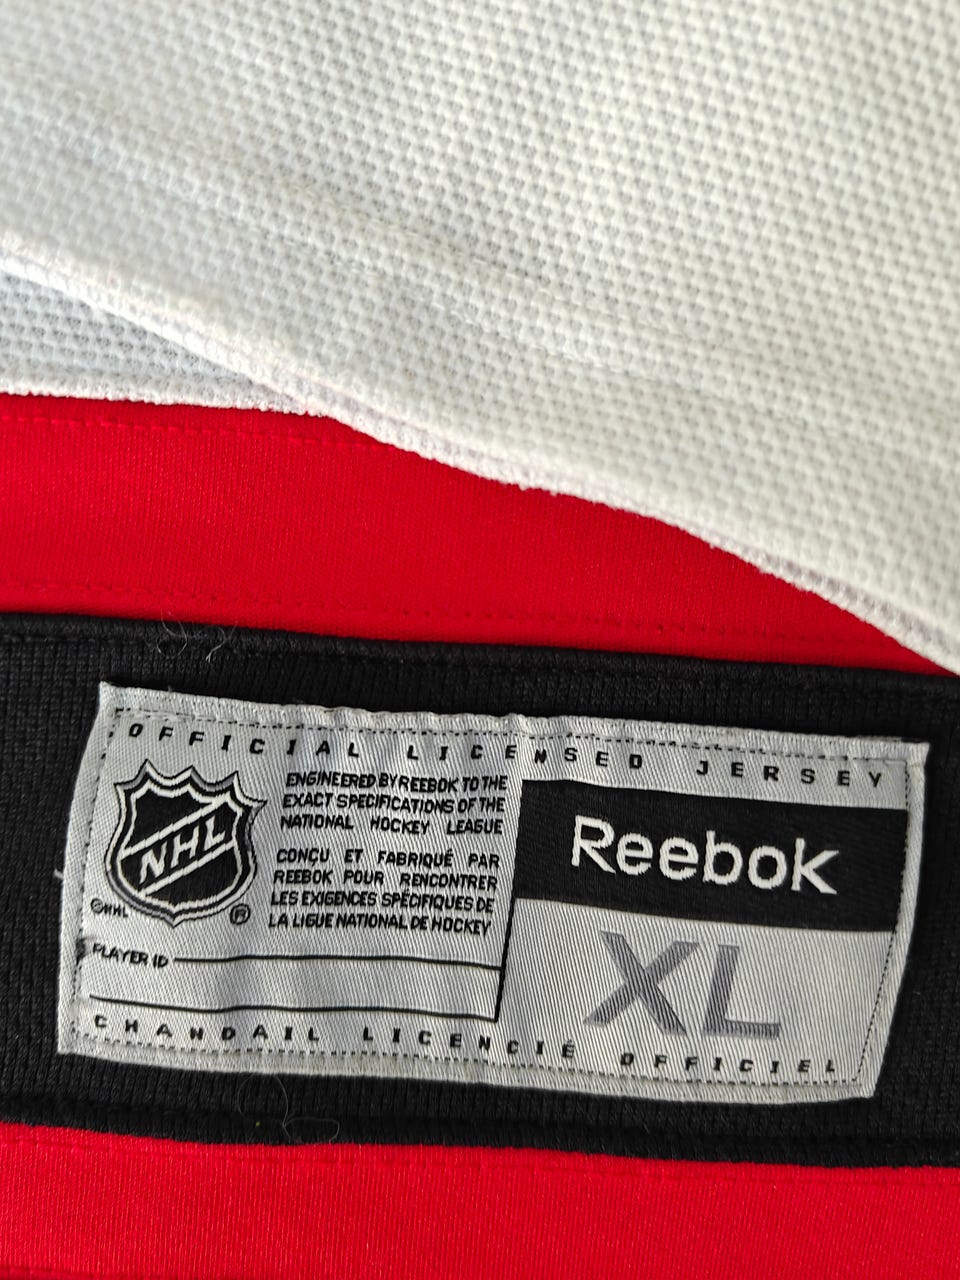 OFFICIAL LICENSED JERSEY
NHL
ENGINEERED BY REEBOK TO THE
EXACT SPECIFICATIONS OF THE
NATIONAL HOCKEY LEAGUE
CONÇU ET FABRIQUÉ PAR
REEBOK POUR RENCONTRER
LES EXIGENCES SPÉCIFIQUES DE
LA LIGUE NATIONAL DE HOCKEY
©NHL
®
PLAYER ID
Reebok
XL
CHANDAIL LICENCIÉ OFFICIEL